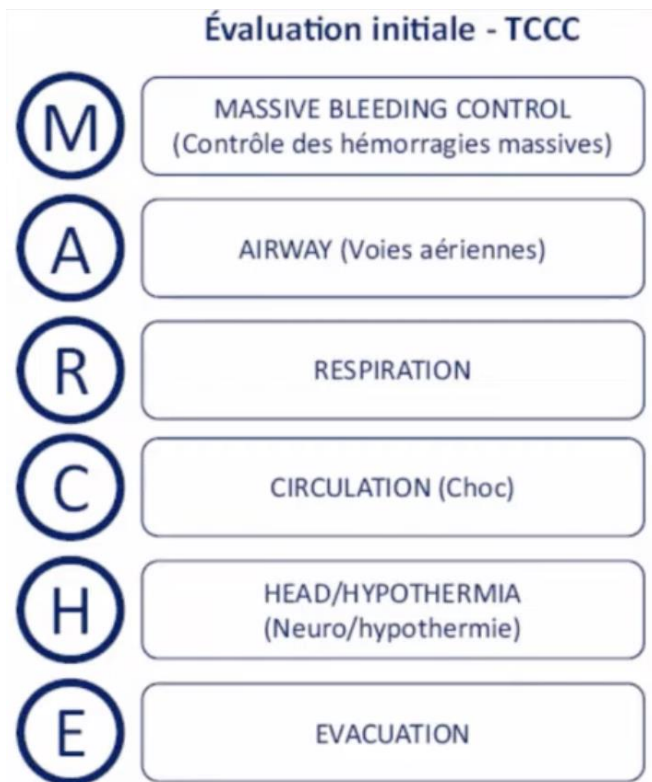 Évaluation initiale - TCCC
M
MASSIVE BLEEDING CONTROL
(Contrôle des hémorragies massives)
A
AIRWAY (Voies aériennes)
R
RESPIRATION
C
CIRCULATION (Choc)
H
HEAD/HYPOTHERMIA
(Neuro/hypothermie)
E
EVACUATION